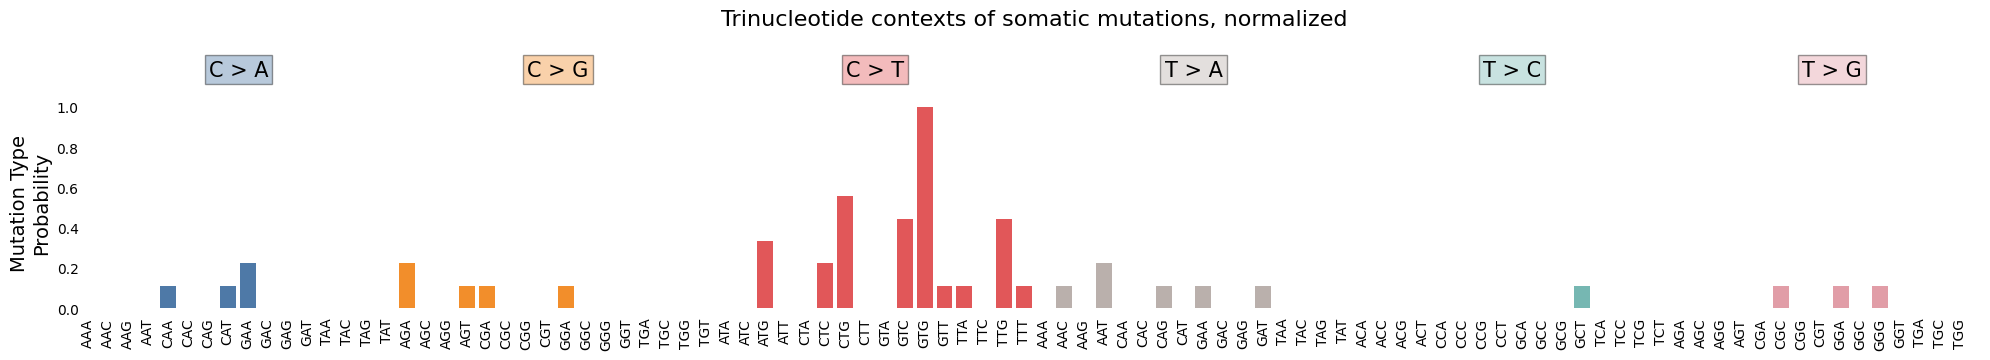 Trinucleotide contexts of somatic mutations, normalized
C > A
C > G
C > T
T > A
T > C
T > G
Mutation Type
Probability
1.0
0.8
0.6
0.4
0.2
0.0
AAA
AAC
AAG
AAT
CAA
CAC
CAG
CAT
GAA
GAC
GAG
GAT
TAA
TAC
TAG
TAT
AGA
AGC
AGG
AGT
CGA
CGC
CGG
CGT
GGA
GGC
GGG
GGT
TGA
TGC
TGG
TGT
ATA
ATC
ATG
ATT
CTA
CTC
CTG
CTT
GTA
GTC
GTG
GTT
TTA
TTC
TTG
TTT
AAA
AAC
AAG
AAT
CAA
CAC
CAG
CAT
GAA
GAC
GAG
GAT
TAA
TAC
TAG
TAT
ACA
ACC
ACG
ACT
CCA
CCC
CCG
CCT
GCA
GCC
GCG
GCT
TCA
TCC
TCG
TCT
AGA
AGC
AGG
AGT
CGA
CGC
CGG
CGT
GGA
GGC
GGG
GGT
TGA
TGC
TGG